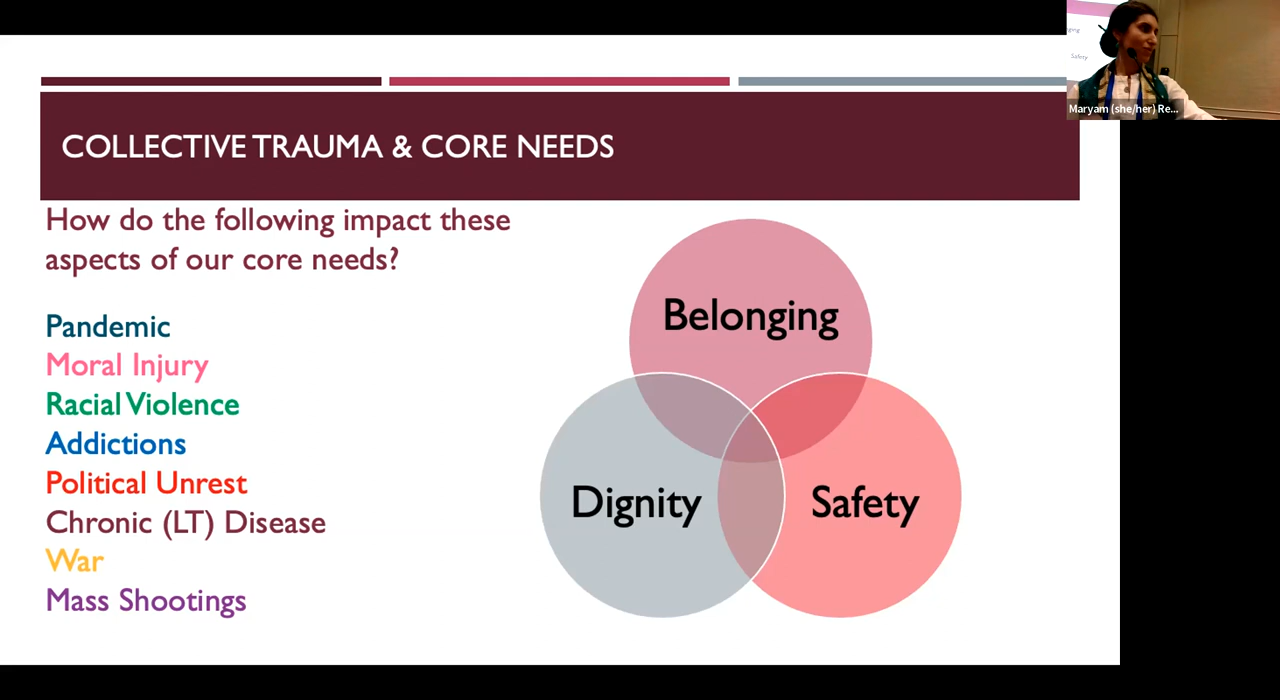 COLLECTIVE TRAUMA & CORE NEEDS
How do the following impact these
aspects of our core needs?
Pandemic
Moral Injury
Racial Violence
Addictions
Political Unrest
Chronic (LT) Disease
War
Mass Shootings
Belonging
Dignity
Safety
Safety
Maryam (she/her) Re...